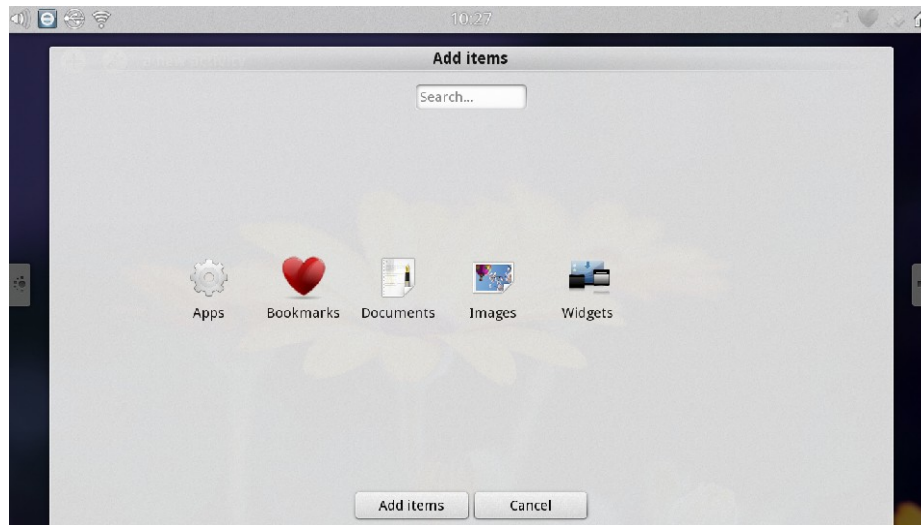 10:27
Add items
Search...
Apps Bookmarks Documents Images Widgets
Add items Cancel